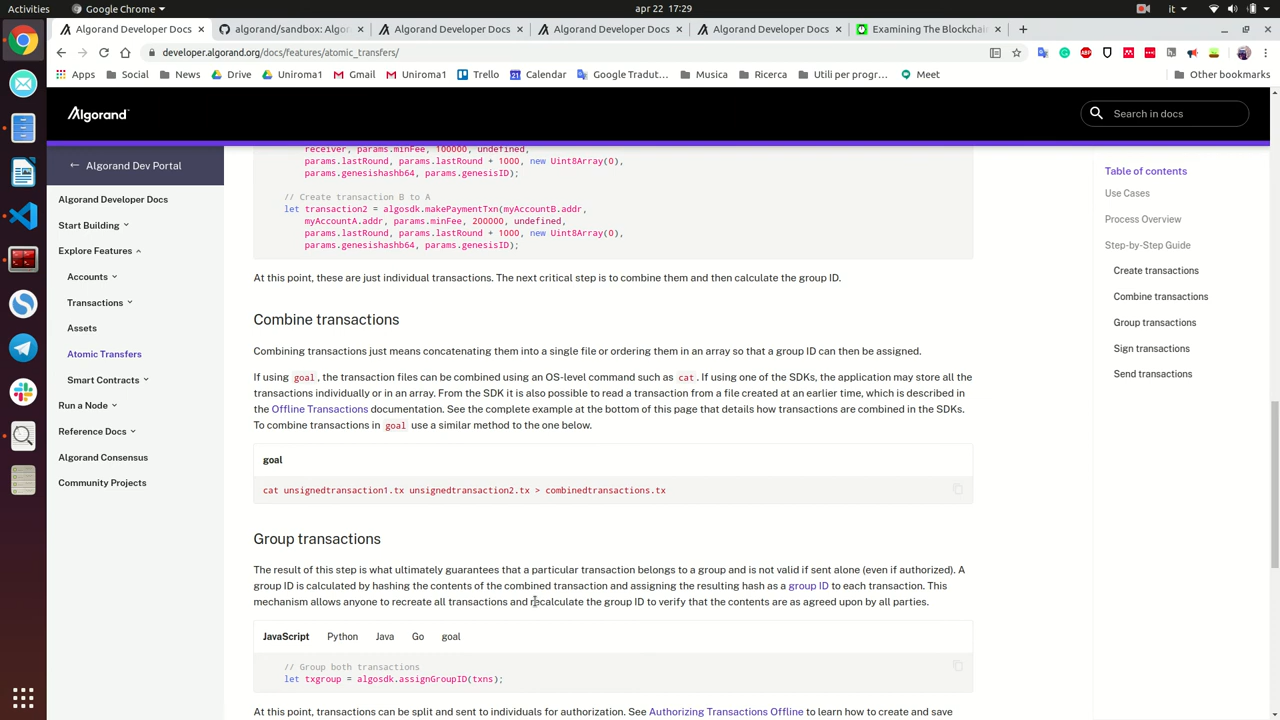 Activities
Google Chrome
apr 22 17:29
it
Algorand Developer Docs
algorand/sandbox: Algor
Algorand Developer Docs
Algorand Developer Docs
Algorand Developer Docs
Examining The Blockchain
developer.algorand.org/docs/features/atomic_transfers/
Apps
Social
News
Drive
Uniroma1
Gmail
Uniroma1
Trello
Calendar
Google Tradut...
Musica
Ricerca
Utili per progr...
Meet
Other bookmarks
Algorand
Search in docs
Algorand Dev Portal
Algorand Developer Docs
Start Building
Explore Features
Accounts
Transactions
Assets
Atomic Transfers
Smart Contracts
Run a Node
Reference Docs
Algorand Consensus
Community Projects
receiver, params.minFee, 100000, undefined,
params.lastRound, params.lastRound + 1000, new Uint8Array(0),
params.genesishashb64, params.genesisID);
// Create transaction B to A
let transaction2 = algosdk.makePaymentTxn(myAccountB.addr,
myAccountA.addr, params.minFee, 200000, undefined,
params.lastRound, params.lastRound + 1000, new Uint8Array(0),
params.genesishashb64, params.genesisID);
At this point, these are just individual transactions. The next critical step is to combine them and then calculate the group ID.
Combine transactions
Combining transactions just means concatenating them into a single file or ordering them in an array so that a group ID can then be assigned.
If using goal, the transaction files can be combined using an OS-level command such as cat. If using one of the SDKs, the application may store all the
transactions individually or in an array. From the SDK it is also possible to read a transaction from a file created at an earlier time, which is described in
the Offline Transactions documentation. See the complete example at the bottom of this page that details how transactions are combined in the SDKs.
To combine transactions in goal use a similar method to the one below.
goal
cat unsignedtransaction1.tx unsignedtransaction2.tx > combinedtransactions.tx
Group transactions
The result of this step is what ultimately guarantees that a particular transaction belongs to a group and is not valid if sent alone (even if authorized). A
group ID is calculated by hashing the contents of the combined transaction and assigning the resulting hash as a group ID to each transaction. This
mechanism allows anyone to recreate all transactions and recalculate the group ID to verify that the contents are as agreed upon by all parties.
JavaScript
Python
Java
Go
goal
// Group both transactions
let txgroup = algosdk.assignGroupID(txns);
At this point, transactions can be split and sent to individuals for authorization. See Authorizing Transactions Offline to learn how to create and save
Table of contents
Use Cases
Process Overview
Step-by-Step Guide
Create transactions
Combine transactions
Group transactions
Sign transactions
Send transactions